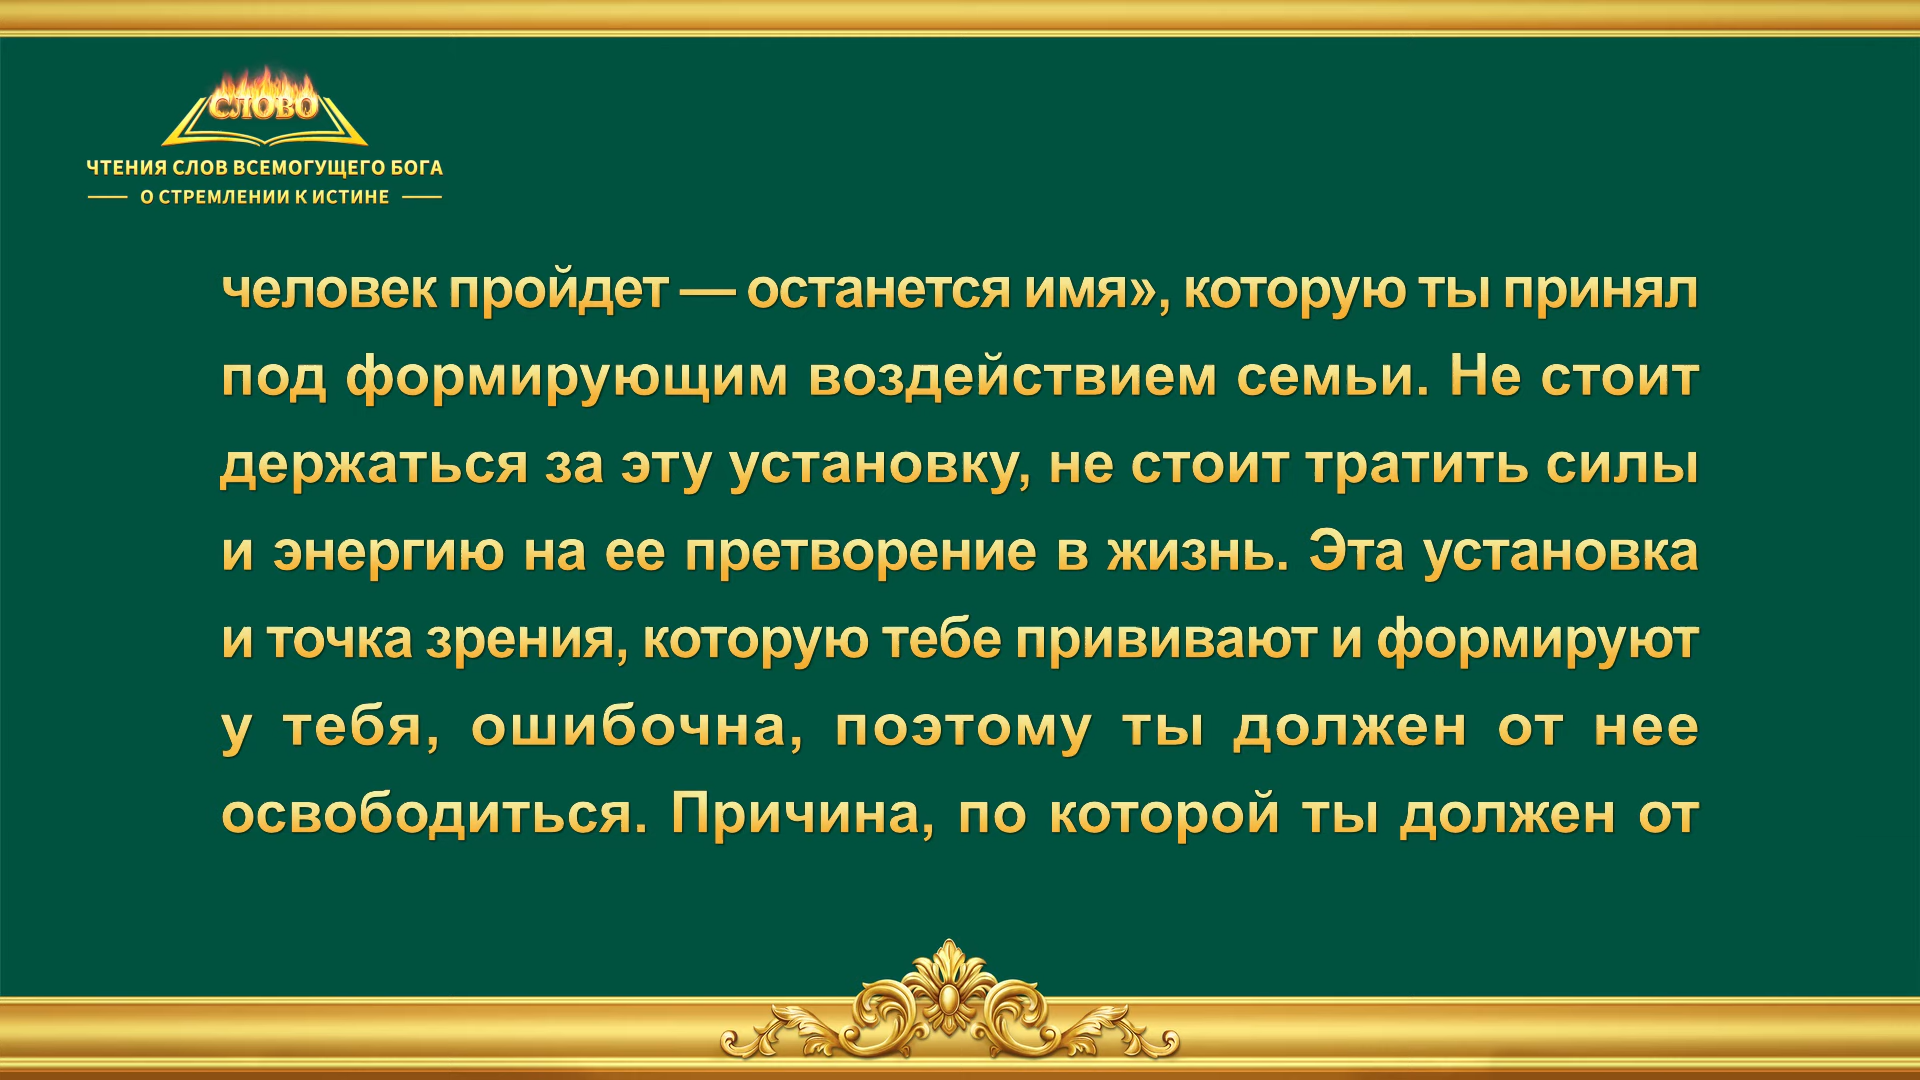 СЛОВО
ЧТЕНИЯ СЛОВ ВСЕМОГУЩЕГО БОГА
О СТРЕМЛЕНИИ К ИСТИНЕ
человек пройдет — останется имя», которую ты принял
под формирующим воздействием семьи. Не стоит
держаться за эту установку, не стоит тратить силы
и энергию на ее претворение в жизнь. Эта установка
и точка зрения, которую тебе прививают и формируют
у тебя, ошибочна, поэтому ты должен от нее
освободиться. Причина, по которой ты должен от